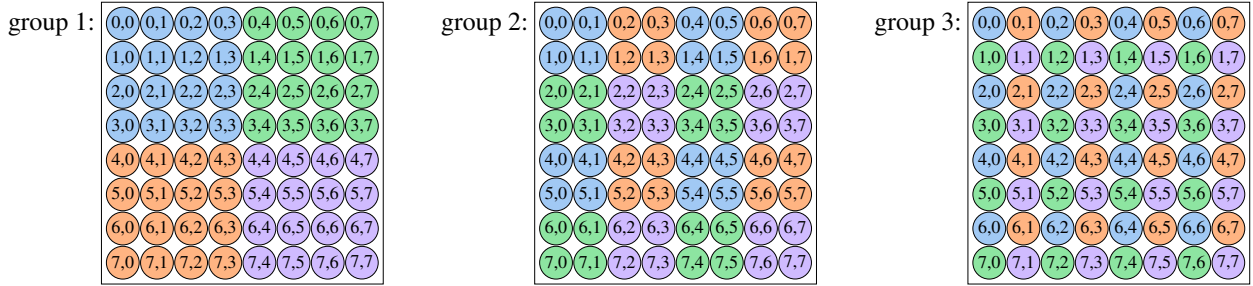 group 1: 0,0 0,1 0,2 0,3 0,4 0,5 0,6 0,7 group 2: 0,0 0,1 0,2 0,3 0,4 0,5 0,6 0,7 group 3: 0,0 0,1 0,2 0,3 0,4 0,5 0,6 0,7
1,0 1,1 1,2 1,3 1,4 1,5 1,6 1,7 1,0 1,1 1,2 1,3 1,4 1,5 1,6 1,7 1,0 1,1 1,2 1,3 1,4 1,5 1,6 1,7
2,0 2,1 2,2 2,3 2,4 2,5 2,6 2,7 2,0 2,1 2,2 2,3 2,4 2,5 2,6 2,7 2,0 2,1 2,2 2,3 2,4 2,5 2,6 2,7
3,0 3,1 3,2 3,3 3,4 3,5 3,6 3,7 3,0 3,1 3,2 3,3 3,4 3,5 3,6 3,7 3,0 3,1 3,2 3,3 3,4 3,5 3,6 3,7
4,0 4,1 4,2 4,3 4,4 4,5 4,6 4,7 4,0 4,1 4,2 4,3 4,4 4,5 4,6 4,7 4,0 4,1 4,2 4,3 4,4 4,5 4,6 4,7
5,0 5,1 5,2 5,3 5,4 5,5 5,6 5,7 5,0 5,1 5,2 5,3 5,4 5,5 5,6 5,7 5,0 5,1 5,2 5,3 5,4 5,5 5,6 5,7
6,0 6,1 6,2 6,3 6,4 6,5 6,6 6,7 6,0 6,1 6,2 6,3 6,4 6,5 6,6 6,7 6,0 6,1 6,2 6,3 6,4 6,5 6,6 6,7
7,0 7,1 7,2 7,3 7,4 7,5 7,6 7,7 7,0 7,1 7,2 7,3 7,4 7,5 7,6 7,7 7,0 7,1 7,2 7,3 7,4 7,5 7,6 7,7